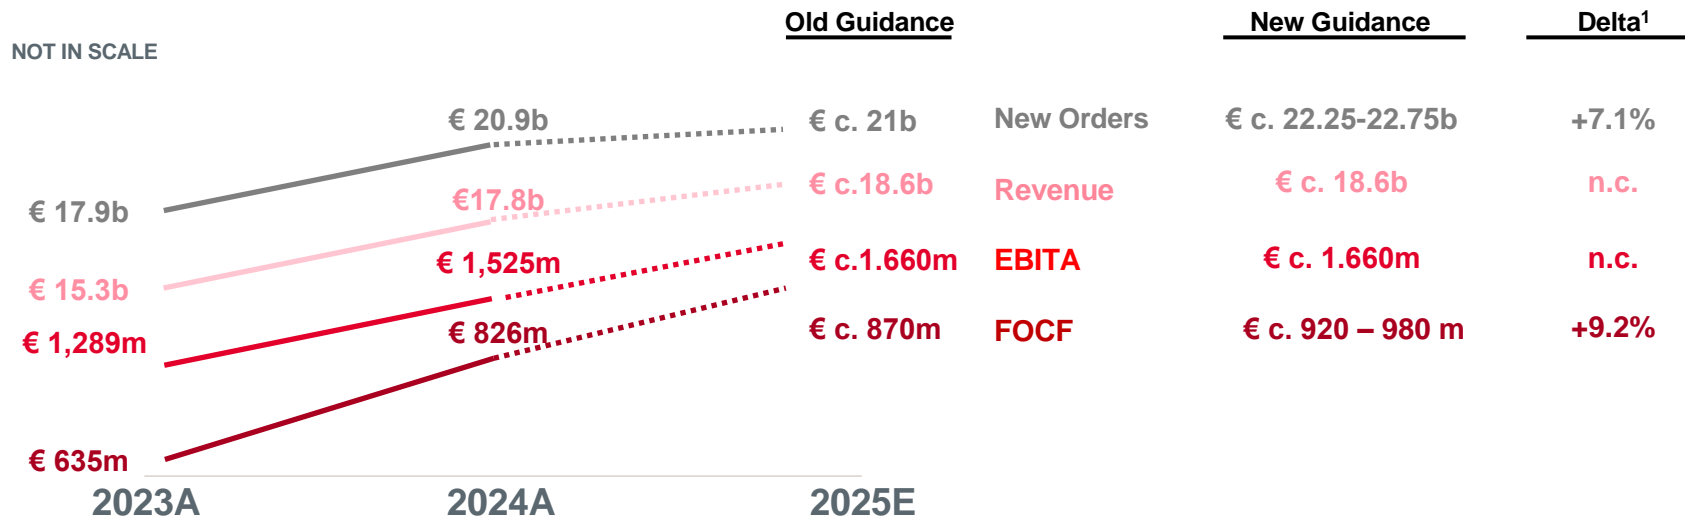 Old Guidance New Guidance Delta¹
NOT IN SCALE
€ 20.9b € c. 21b New Orders € c. 22.25-22.75b +7.1%
€ 17.9b €17.8b € c.18.6b Revenue € c. 18.6b n.c.
€ 15.3b € 1,525m € c.1.660m EBITA € c. 1.660m n.c.
€ 1,289m € 826m € c. 870m FOCF € c. 920 – 980 m +9.2%
€ 635m
2023A 2024A 2025E